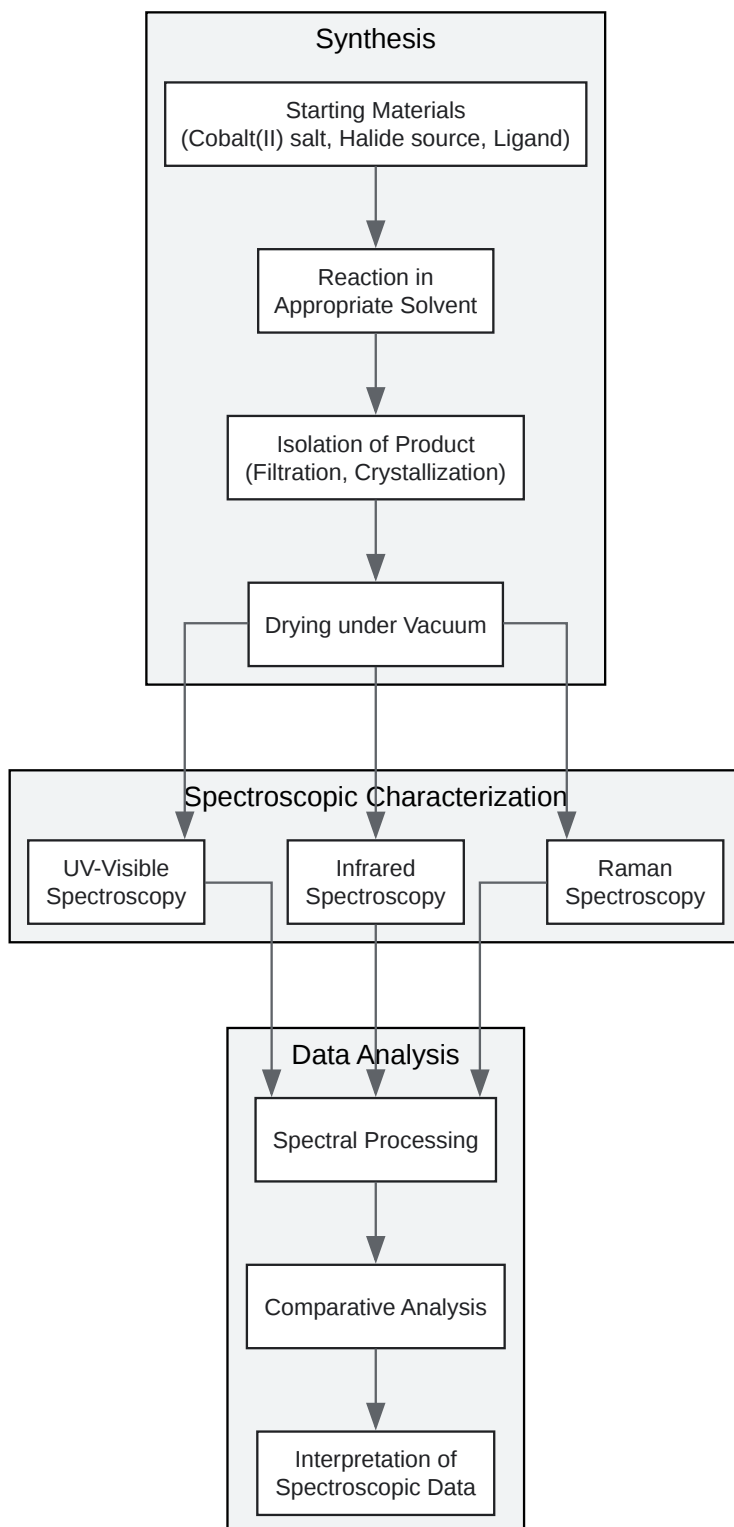 Synthesis
Starting Materials
(Cobalt(II) salt, Halide source, Ligand)
Reaction in
Appropriate Solvent
Isolation of Product
(Filtration, Crystallization)
Drying under Vacuum
Spectroscopic Characterization
UV-Visible
Spectroscopy
Infrared
Spectroscopy
Raman
Spectroscopy
Data Analysis
Spectral Processing
Comparative Analysis
Interpretation of
Spectroscopic Data